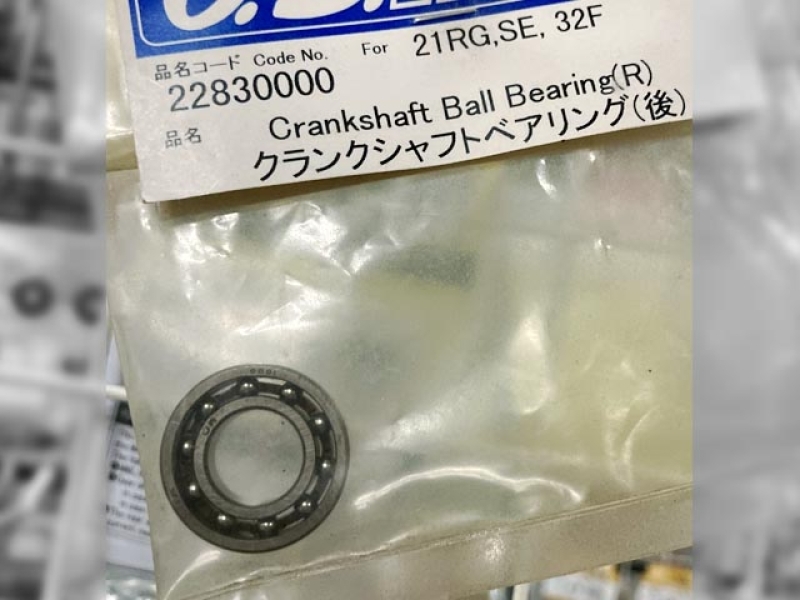 品名コード Code No. For 21RG,SE, 32F
22830000
品名 Crankshaft Ball Bearing(R)
クランクシャフトベアリング(後)